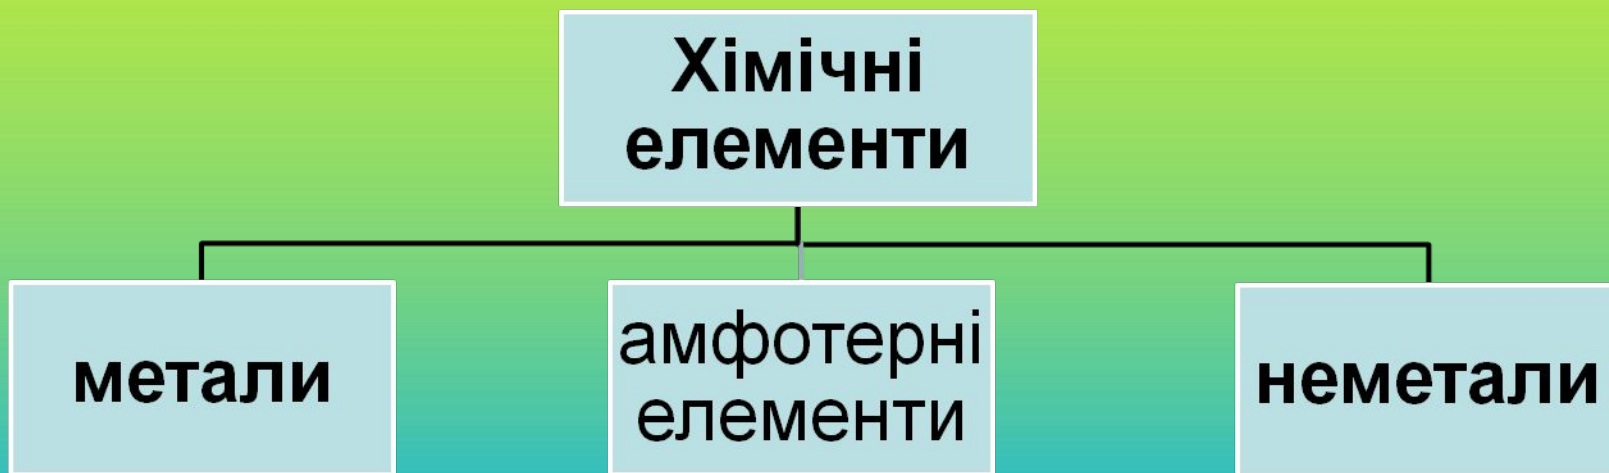 Хімічні
елементи
метали
амфотерні
елементи
неметали